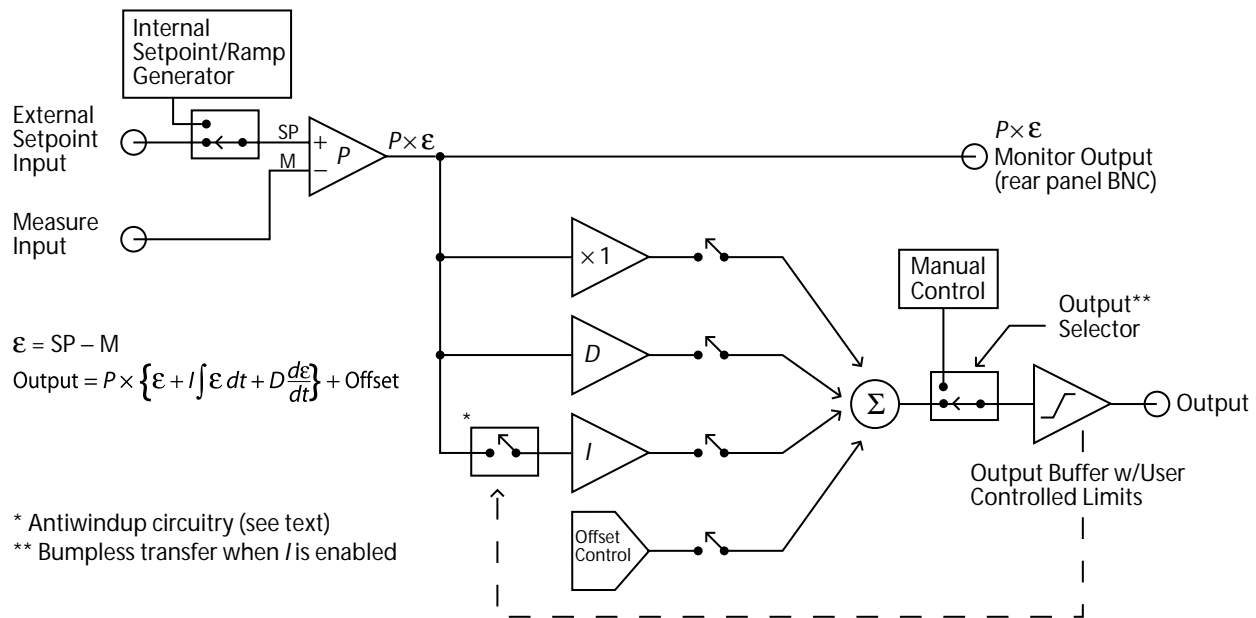 Internal
Setpoint/Ramp
Generator
External
Setpoint
Input
SP
+
M
−
P
P × ε
P × ε
Monitor Output
(rear panel BNC)
Measure
Input
× 1
Manual
Control
Output**
Selector
ε = SP – M
Output = P × {ε + I∫ε dt + D dε/dt} + Offset
D
Σ
Output
*
I
Output Buffer w/User
Controlled Limits
* Antiwindup circuitry (see text)
** Bumpless transfer when I is enabled
Offset
Control